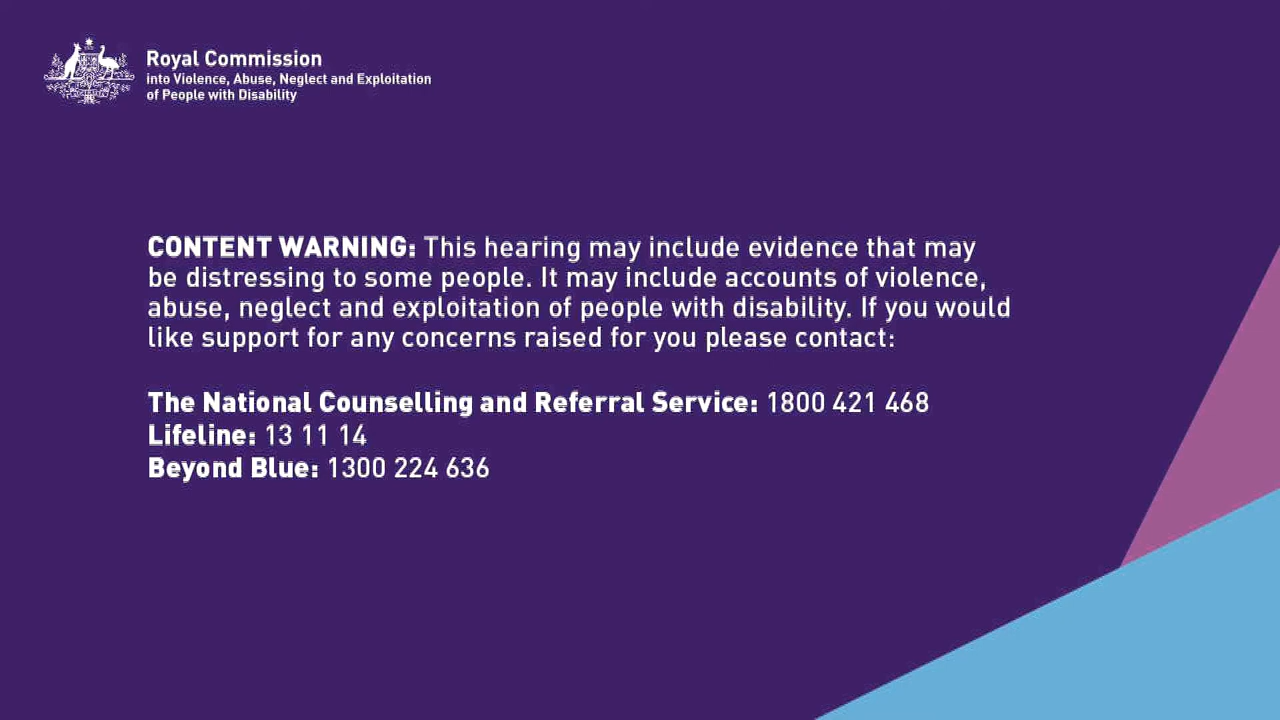 Royal Commission
into Violence, Abuse, Neglect and Exploitation
of People with Disability
CONTENT WARNING: This hearing may include evidence that may
be distressing to some people. It may include accounts of violence,
abuse, neglect and exploitation of people with disability. If you would
like support for any concerns raised for you please contact:
The National Counselling and Referral Service: 1800 421 468
Lifeline: 13 11 14
Beyond Blue: 1300 224 636